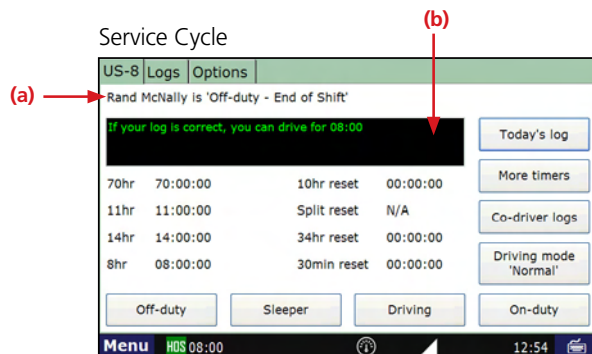 (b)
Service Cycle
US-8 Logs Options
(a)
Rand McNally is 'Off-duty - End of Shift'
If your log is correct, you can drive for 08:00
Today's log
70hr 70:00:00 10hr reset 00:00:00
More timers
11hr 11:00:00 Split reset N/A
Co-driver logs
14hr 14:00:00 34hr reset 00:00:00
8hr 08:00:00 30min reset 00:00:00
Driving mode
'Normal'
Off-duty Sleeper Driving On-duty
Menu HOS 08:00 12:54